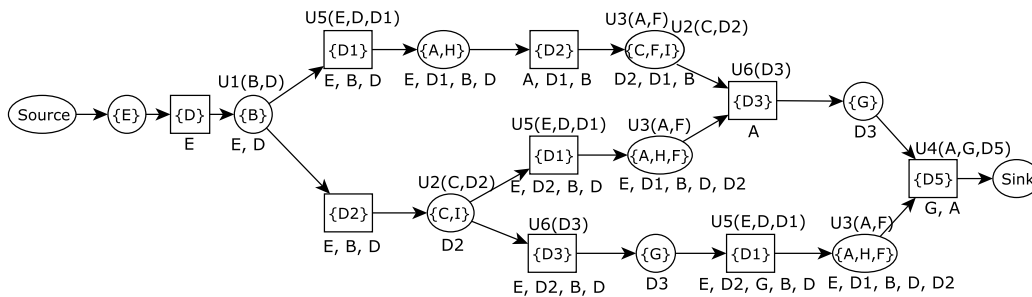 U5(E,D,D1)
{D1}
E, B, D
{A,H}
E, D1, B, D
{D2}
A, D1, B
U3(A,F)
U2(C,D2)
{C,F,I}
D2, D1, B
U6(D3)
{D3}
A
{G}
D3
Source
{E}
{D}
E
U1(B,D)
{B}
E, D
U5(E,D,D1)
{D1}
E, D2, B, D
U3(A,F)
{A,H,F}
E, D1, B, D, D2
U4(A,G,D5)
{D5}
G, A
Sink
{D2}
E, B, D
U2(C,D2)
{C,I}
D2
U6(D3)
{D3}
E, D2, B, D
{G}
D3
U5(E,D,D1)
{D1}
E, D2, G, B, D
U3(A,F)
{A,H,F}
E, D1, B, D, D2